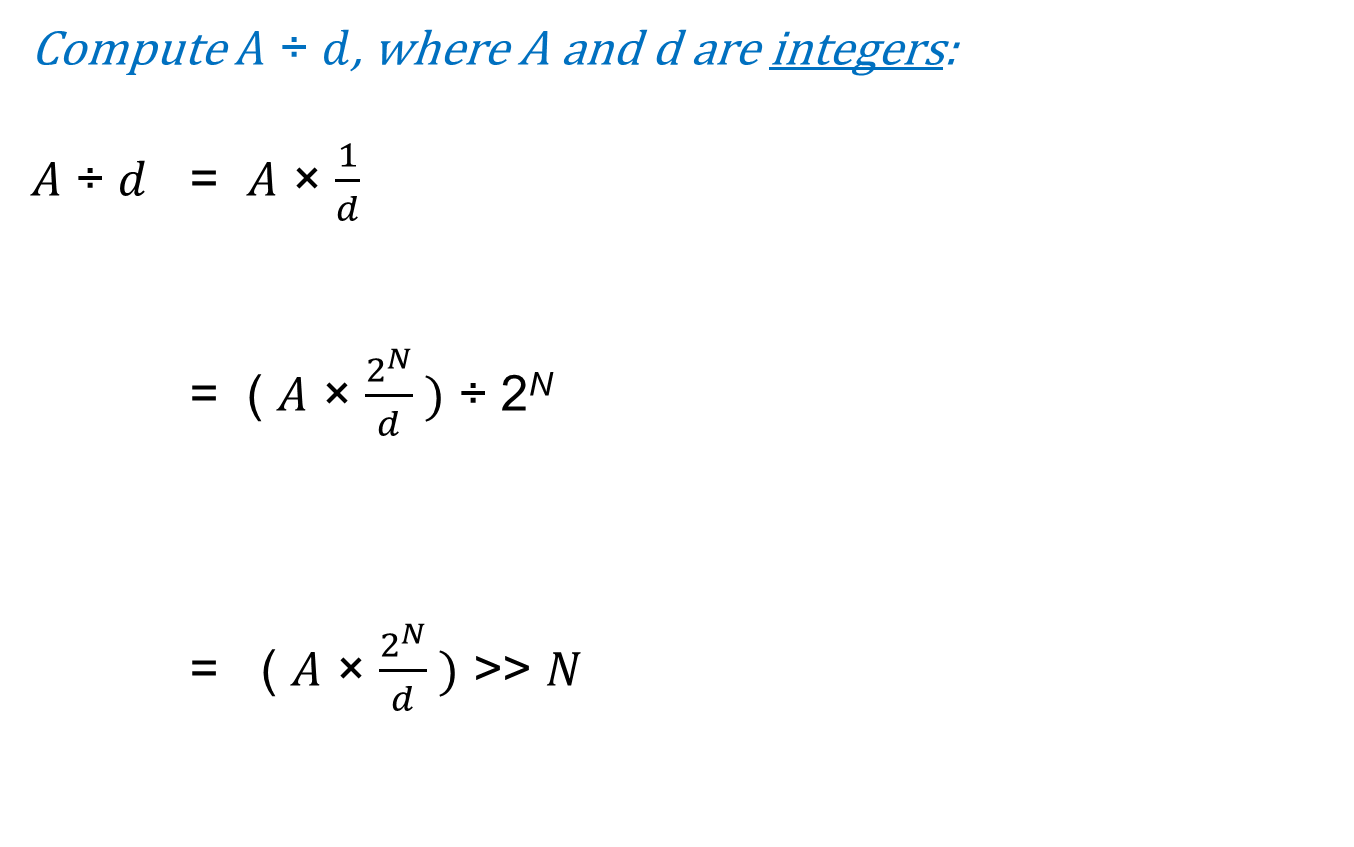 Compute A ÷ d, where A and d are integers:
A ÷ d = A × 1/d
= ( A × 2^N/d ) ÷ 2^N
= ( A × 2^N/d ) >> N